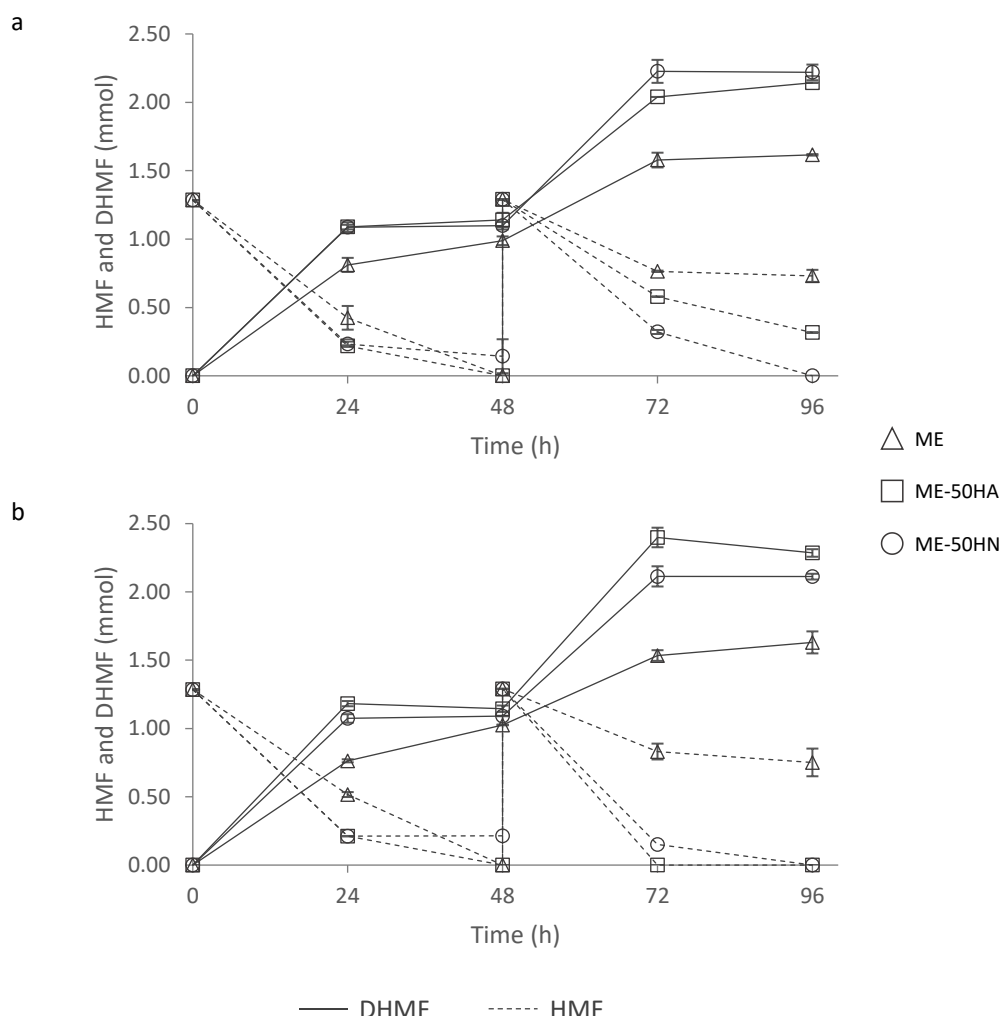 a
HMF and DHMF (mmol)
2.50
2.00
1.50
1.00
0.50
0.00
0 24 48 72 96
Time (h)
ME
ME-50HA
ME-50HN
b
HMF and DHMF (mmol)
2.50
2.00
1.50
1.00
0.50
0.00
0 24 48 72 96
Time (h)
DHMF HMF